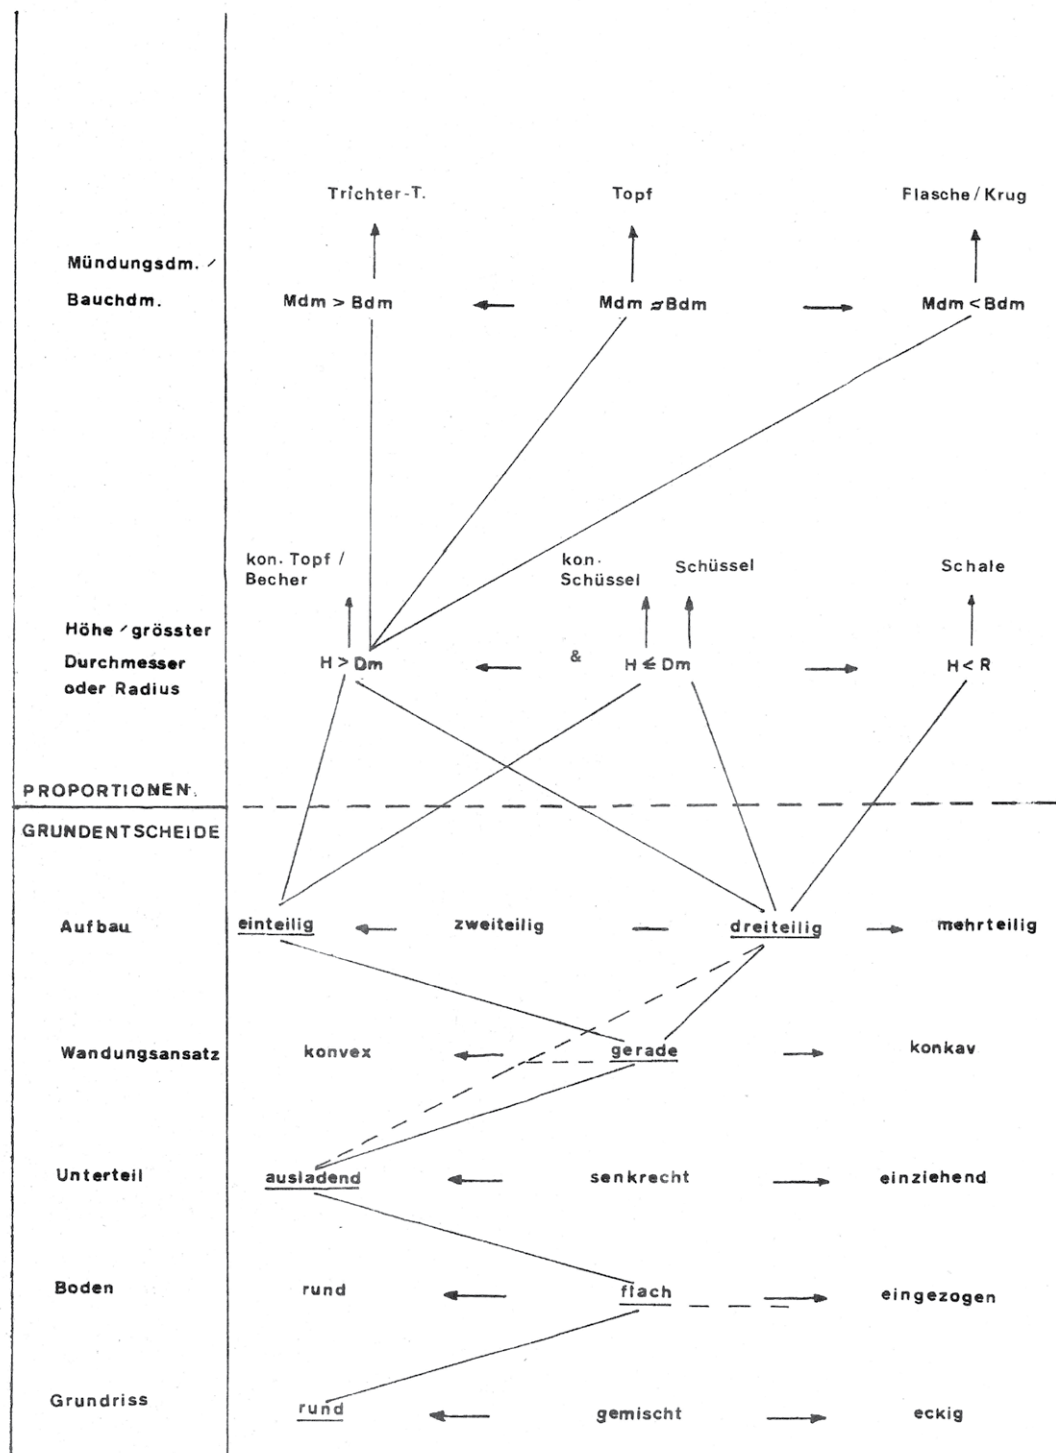 Trichter-T. Topf Flasche/Krug
Mündungsdm. /
Bauchdm. Mdm > Bdm Mdm ≤ Bdm Mdm < Bdm
kon. Topf / kon. Schüssel Schale
Becher Schüssel
Höhe / grösster
Durchmesser H > Dm & H ≤ Dm H < R
oder Radius
PROPORTIONEN.
GRUNDENTSCHEIDE
Aufbau einteilig zweiteilig dreiteilig mehrteilig
Wandungsansatz konvex gerade konkav
Unterteil ausladend senkrecht einziehend
Boden rund flach eingezogen
Grundriss rund gemischt eckig